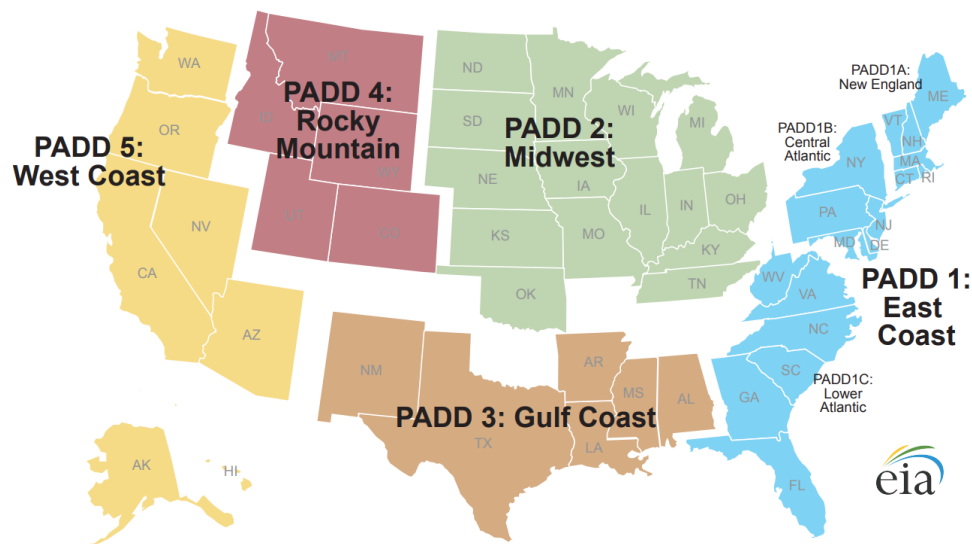 WA
OR
PADD 5:
West Coast
NV
CA
AZ
AK
HI
MT
PADD 4:
Rocky
Mountain
ID
WY
UT
CO
ND
MN
SD
WI
MI
PADD 2:
Midwest
NE
IA
IL
IN
OH
KS
MO
KY
OK
TN
NM
AR
MS
AL
PADD 3: Gulf Coast
TX
LA
PADD1A:
New England
ME
VT
NH
PADD1B:
Central
Atlantic
NY
MA
CT
RI
PA
NJ
MD
DE
WV
VA
PADD 1:
East
Coast
NC
SC
GA
PADD1C:
Lower
Atlantic
FL
eia